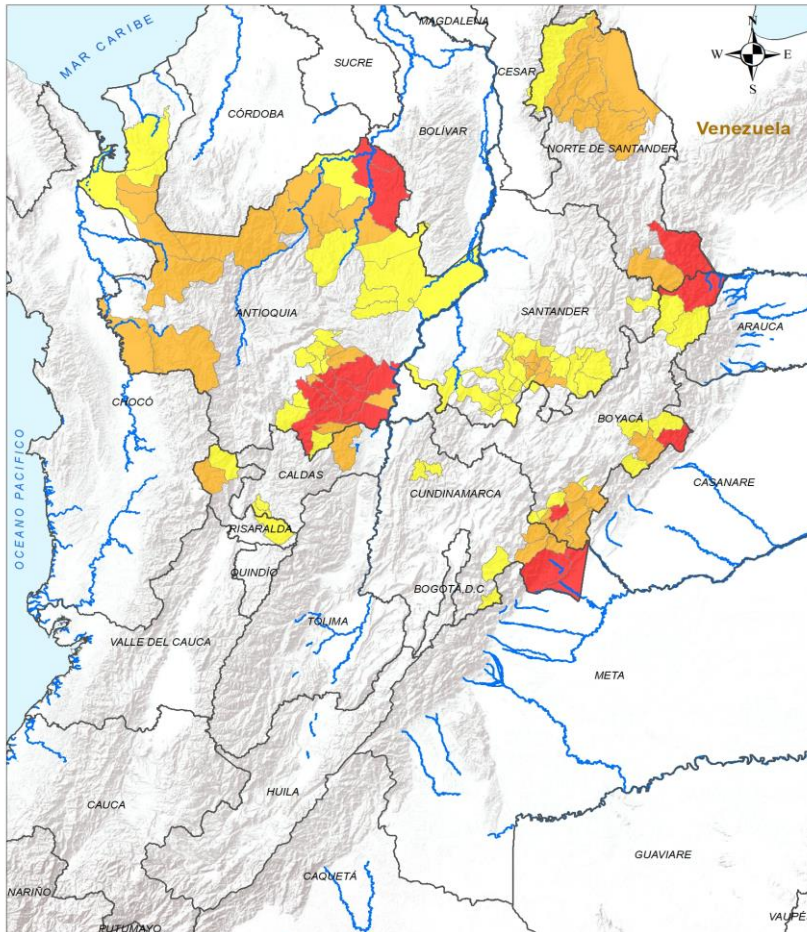 MAGDALENA
N
W E
S
MAR CARIBE
SUCRE
CESAR
CÓRDOBA
BOLÍVAR
Venezuela
NORTE DE SANTANDER
ANTIOQUIA
SANTANDER
ARAUCA
CHOCÓ
BOYACÁ
CALDAS
CUNDINAMARCA
CASANARE
OCEANO PACIFICO
RISARALDA
QUINDÍO
BOGOTÁ, D.C
TOLIMA
VALLE DEL CAUCA
META
HUILA
CAUCA
GUAVIARE
CAQUETÁ
NARIÑO
VAUPÉ
PUTUMAYO